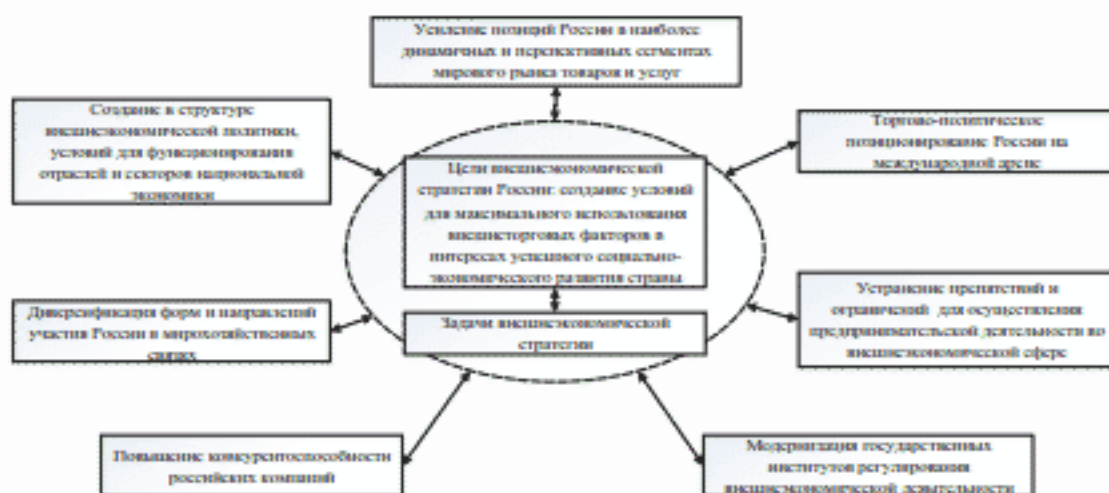 Усиление позиций России в наиболее
динамичных и перспективных сегментах
мирового рынка товаров и услуг
Создание в структуре
внешнеэкономической политики,
условий для функционирования
отраслей и секторов национальной
экономики
Торгово-политическое
позиционирование России на
международной арене
Цели внешнеэкономической
стратегии России: создание условий
для максимального использования
внешнеторговых факторов в
интересах успешного социально-
экономического развития страны
Диверсификация форм и направлений
участия России в мирохозяйственных
связях
Задачи внешнеэкономической
стратегии
Устранение препятствий и
ограничений для осуществления
предпринимательской деятельности во
внешнеэкономической сфере
Повышение конкурентоспособности
российских компаний
Модернизация государственных
институтов регулирования
внешнеэкономической деятельности